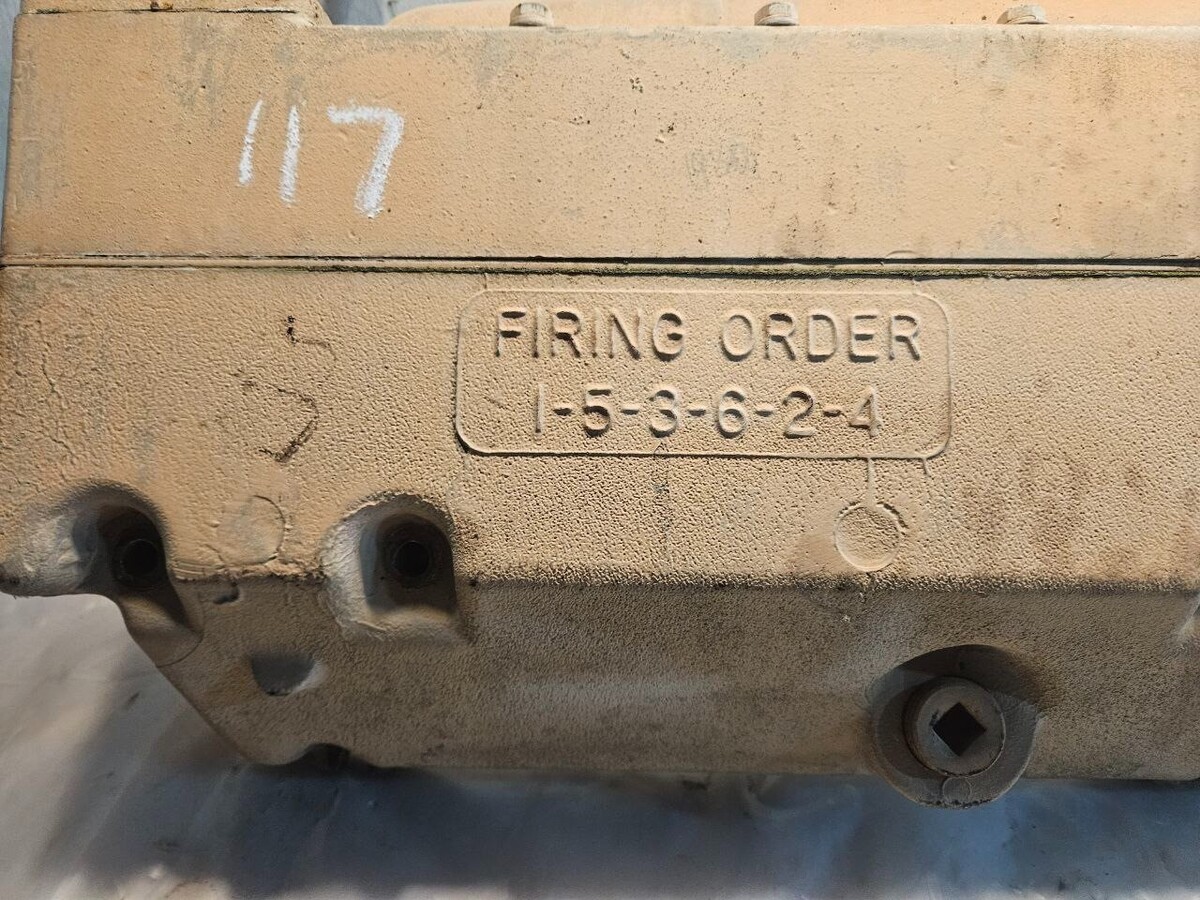 117
FIRING ORDER
1-5-3-6-2-4